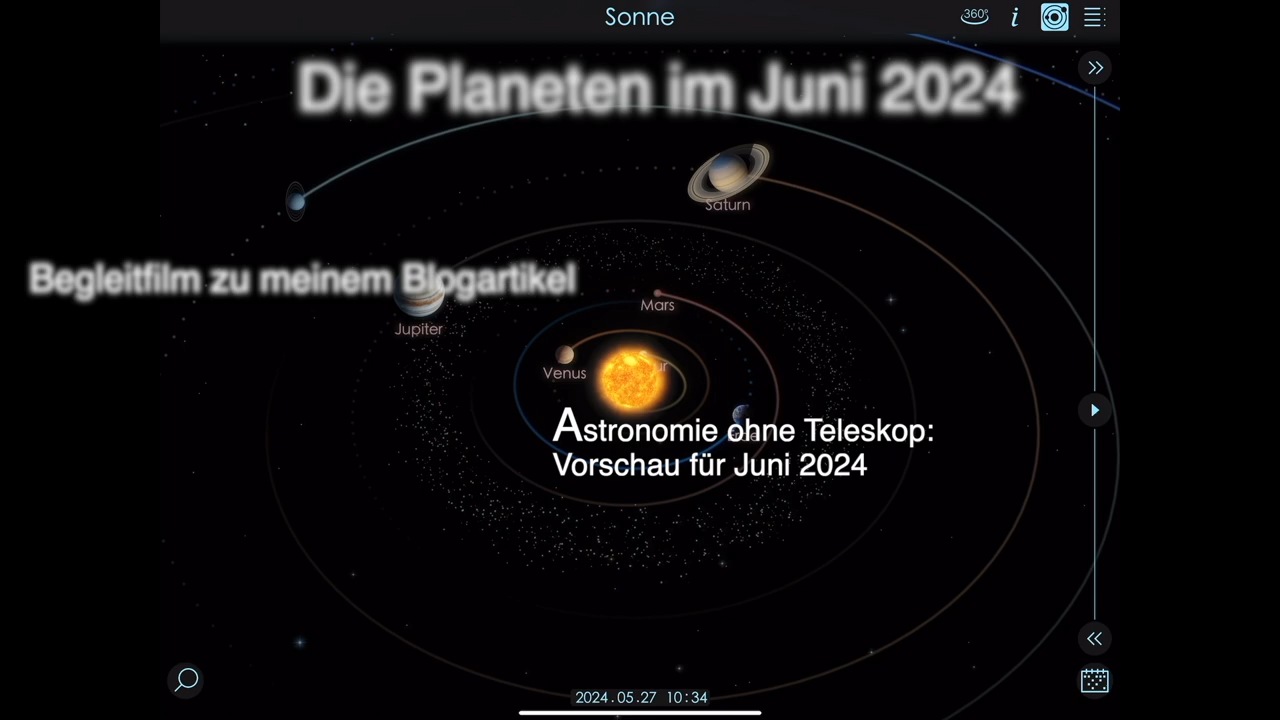 Sonne
360°
i
Die Planeten im Juni 2024
Saturn
Begleitfilm zu meinem Blogartikel
Mars
Jupiter
Venus
Astronomie ohne Teleskop:
Vorschau für Juni 2024
2024.05.27 10:34